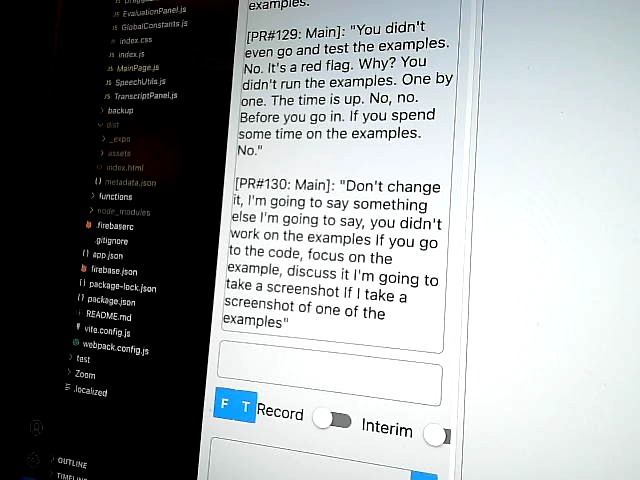 EvaluationPanel.js
JS GlobalConstants.js
JS index.css
JS index.js
JS MainPage.js
JS SpeechUtils.js
JS TranscriptPanel.js
> backup
dist
> _expo
> assets
index.html
{} metadata.json
> functions
> node_modules
.firebaserc
.gitignore
{} app.json
firebase.json
{} package-lock.json
{} package.json
README.md
vite.config.js
webpack.config.js
> test
> Zoom
.localized
> OUTLINE
> TIMELINE
examples.
[PR#129: Main]: "You didn't
even go and test the examples.
No. It's a red flag. Why? You
didn't run the examples. One by
one. The time is up. No, no.
Before you go in. If you spend
some time on the examples.
No."
[PR#130: Main]: "Don't change
it, I'm going to say something
else I'm going to say, you didn't
work on the examples If you go
to the code, focus on the
example, discuss it I'm going to
take a screenshot If I take a
screenshot of one of the
examples"
F T Record Interim